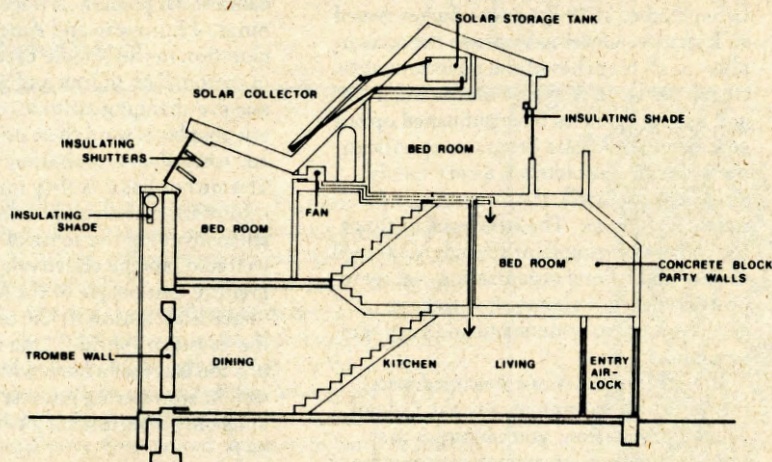 SOLAR STORAGE TANK
SOLAR COLLECTOR
INSULATING SHADE
INSULATING
SHUTTERS
BED ROOM
INSULATING
SHADE
BED ROOM
FAN
BED ROOM
CONCRETE BLOCK
PARTY WALLS
TROMBE WALL
DINING
KITCHEN
LIVING
ENTRY
AIR-
LOCK